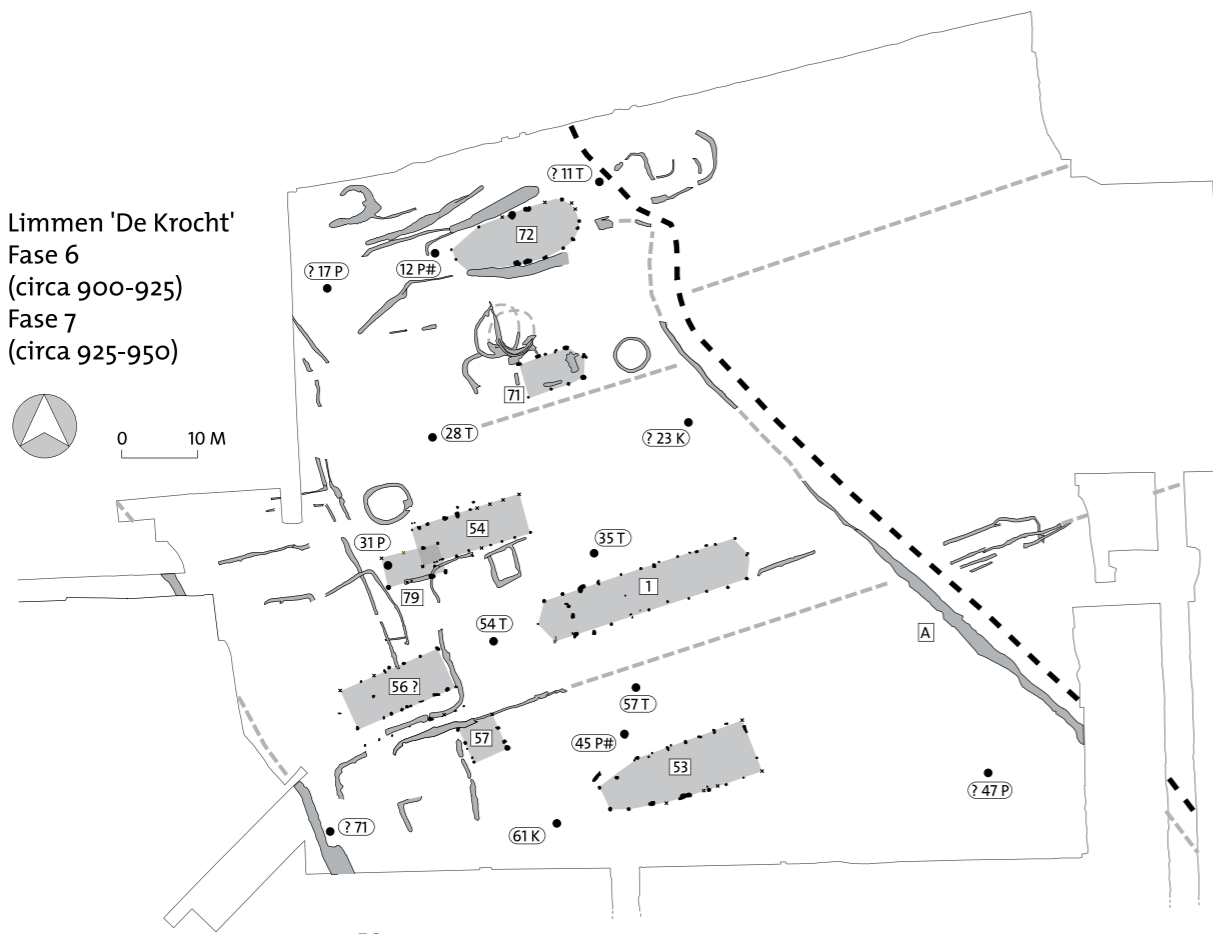 Limmen 'De Krocht'
Fase 6
(circa 900-925)
Fase 7
(circa 925-950)
0 10 M
? 11 T
72
12 P#
? 17 P
71
28 T
? 23 K
54
31 P
35 T
79
1
54 T
A
56 ?
57 T
57
45 P#
53
? 47 P
? 71
61 K